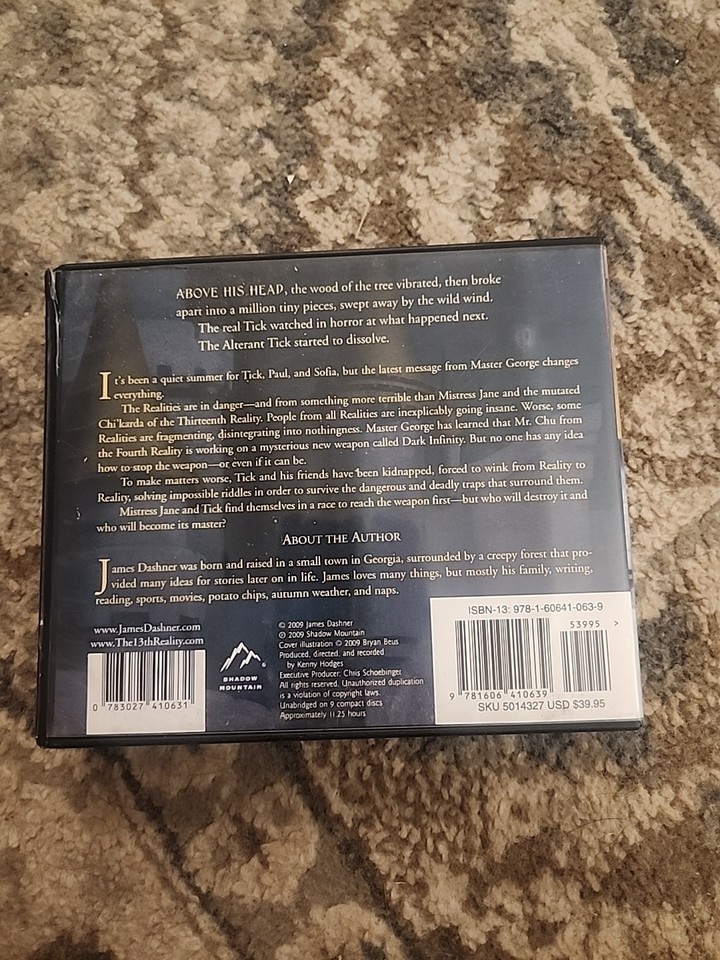 ABOVE HIS HEAD, the wood of the tree vibrated, then broke
apart into a million tiny pieces, swept away by the wild wind.
The real Tick watched in horror at what happened next.
The Alterant Tick started to dissolve.
It's been a quiet summer for Tick, Paul, and Sofia, but the latest message from Master George changes
everything.
The Realities are in danger—and from something more terrible than Mistress Jane and the mutated
Chi'karda of the Thirteenth Reality. People from all Realities are inexplicably going insane. Worse, some
Realities are fragmenting, disintegrating into nothingness. Master George has learned that Mr. Chu from
the Fourth Reality is working on a mysterious new weapon called Dark Infinity. But no one has any idea
how to stop the weapon—or even if it can be.
To make matters worse, Tick and his friends have been kidnapped, forced to wink from Reality to
Reality, solving impossible riddles in order to survive the dangerous and deadly traps that surround them.
Mistress Jane and Tick find themselves in a race to reach the weapon first—but who will destroy it and
who will become its master?
ABOUT THE AUTHOR
James Dashner was born and raised in a small town in Georgia, surrounded by a creepy forest that pro-
vided many ideas for stories later on in life. James loves many things, but mostly his family, writing,
reading, sports, movies, potato chips, autumn weather, and naps.
www.JamesDashner.com
www.The13thReality.com
0 783027 410631
SHADOW
MOUNTAIN®
© 2009 James Dashner
℗ 2009 Shadow Mountain
Cover illustration © 2009 Bryan Beus
Produced, directed, and recorded
by Kenny Hodges
Executive Producer: Chris Schoebinger
All rights reserved. Unauthorized duplication
is a violation of copyright laws.
Unabridged on 9 compact discs
Approximately 11.25 hours
ISBN-13: 978-1-60641-063-9
53995 >
9 781606 410639
SKU 5014327 USD $39.95